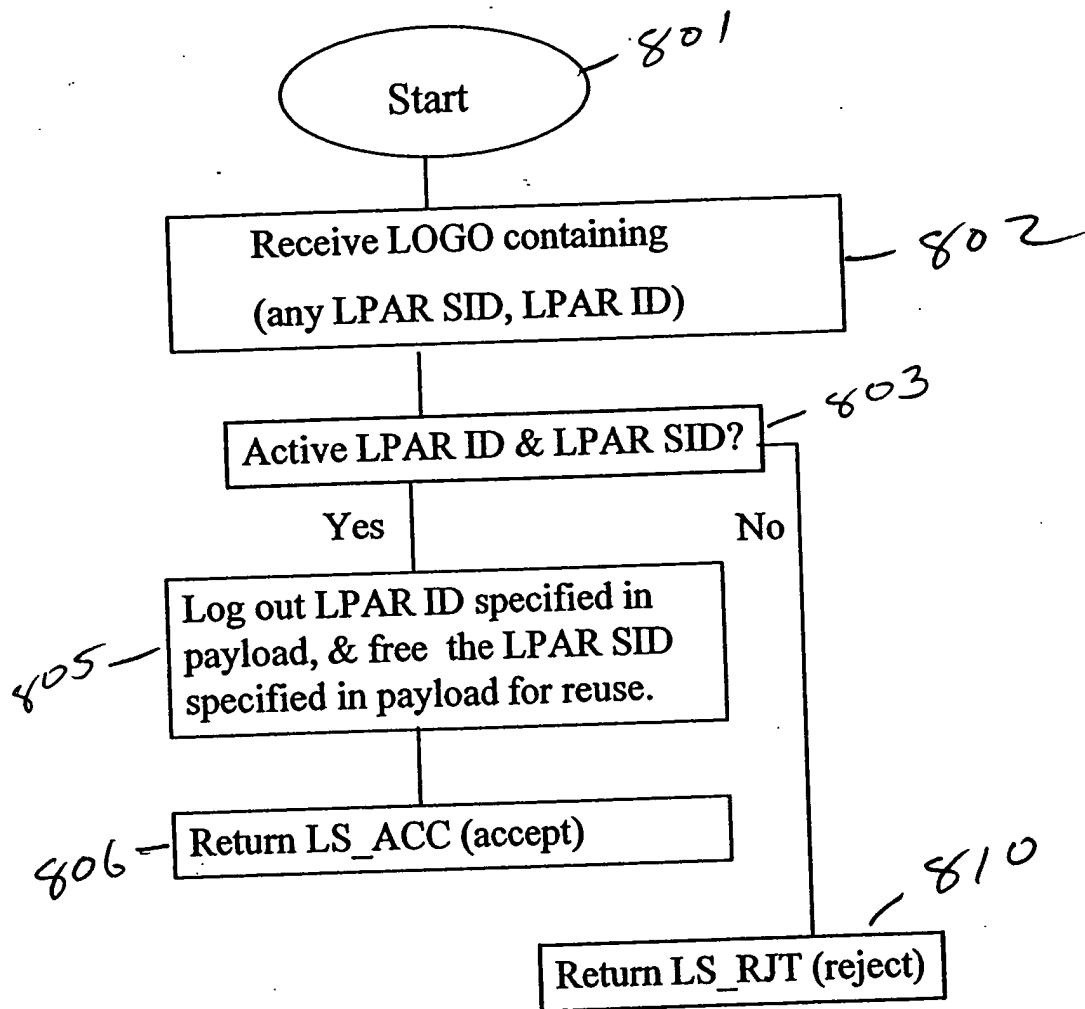 801
Start
Receive LOGO containing
(any LPAR SID, LPAR ID)
802
803
Active LPAR ID & LPAR SID?
Yes
No
Log out LPAR ID specified in
payload, & free the LPAR SID
specified in payload for reuse.
805
Return LS_ACC (accept)
806
810
Return LS_RJT (reject)